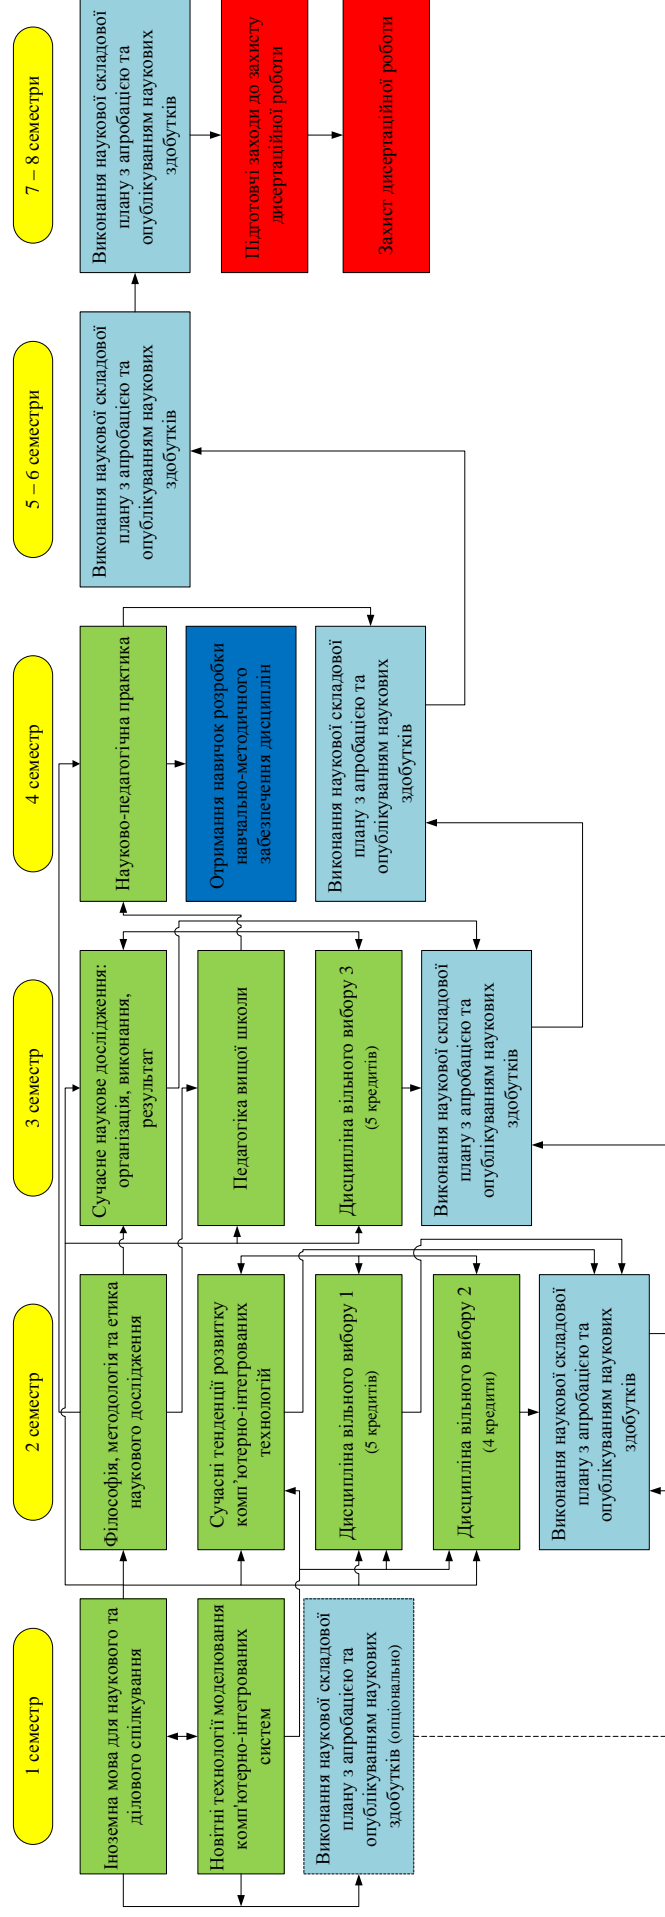 1 семестр
Іноземна мова для наукового та
ділового спілкування
Новітні технології моделювання
комп'ютерно-інтегрованих
систем
Виконання наукової складової
плану з апробацією та
опублікуванням наукових
здобутків (опціонально)
2 семестр
Філософія, методологія та етика
наукового дослідження
Сучасні тенденції розвитку
комп’ютерно-інтегрованих
технологій
Дисципліна вільного вибору 1
(5 кредитів)
Дисципліна вільного вибору 2
(4 кредити)
Виконання наукової складової
плану з апробацією та
опублікуванням наукових
здобутків
3 семестр
Сучасне наукове дослідження:
організація, виконання,
результат
Педагогіка вищої школи
Дисципліна вільного вибору 3
(5 кредитів)
Виконання наукової складової
плану з апробацією та
опублікуванням наукових
здобутків
4 семестр
Науково-педагогічна практика
Отримання навичок розробки
навчально-методичного
забезпечення дисциплін
Виконання наукової складової
плану з апробацією та
опублікуванням наукових
здобутків
5 – 6 семестри
Виконання наукової складової
плану з апробацією та
опублікуванням наукових
здобутків
7 – 8 семестри
Виконання наукової складової
плану з апробацією та
опублікуванням наукових
здобутків
Підготовчі заходи до захисту
дисертаційної роботи
Захист дисертаційної роботи